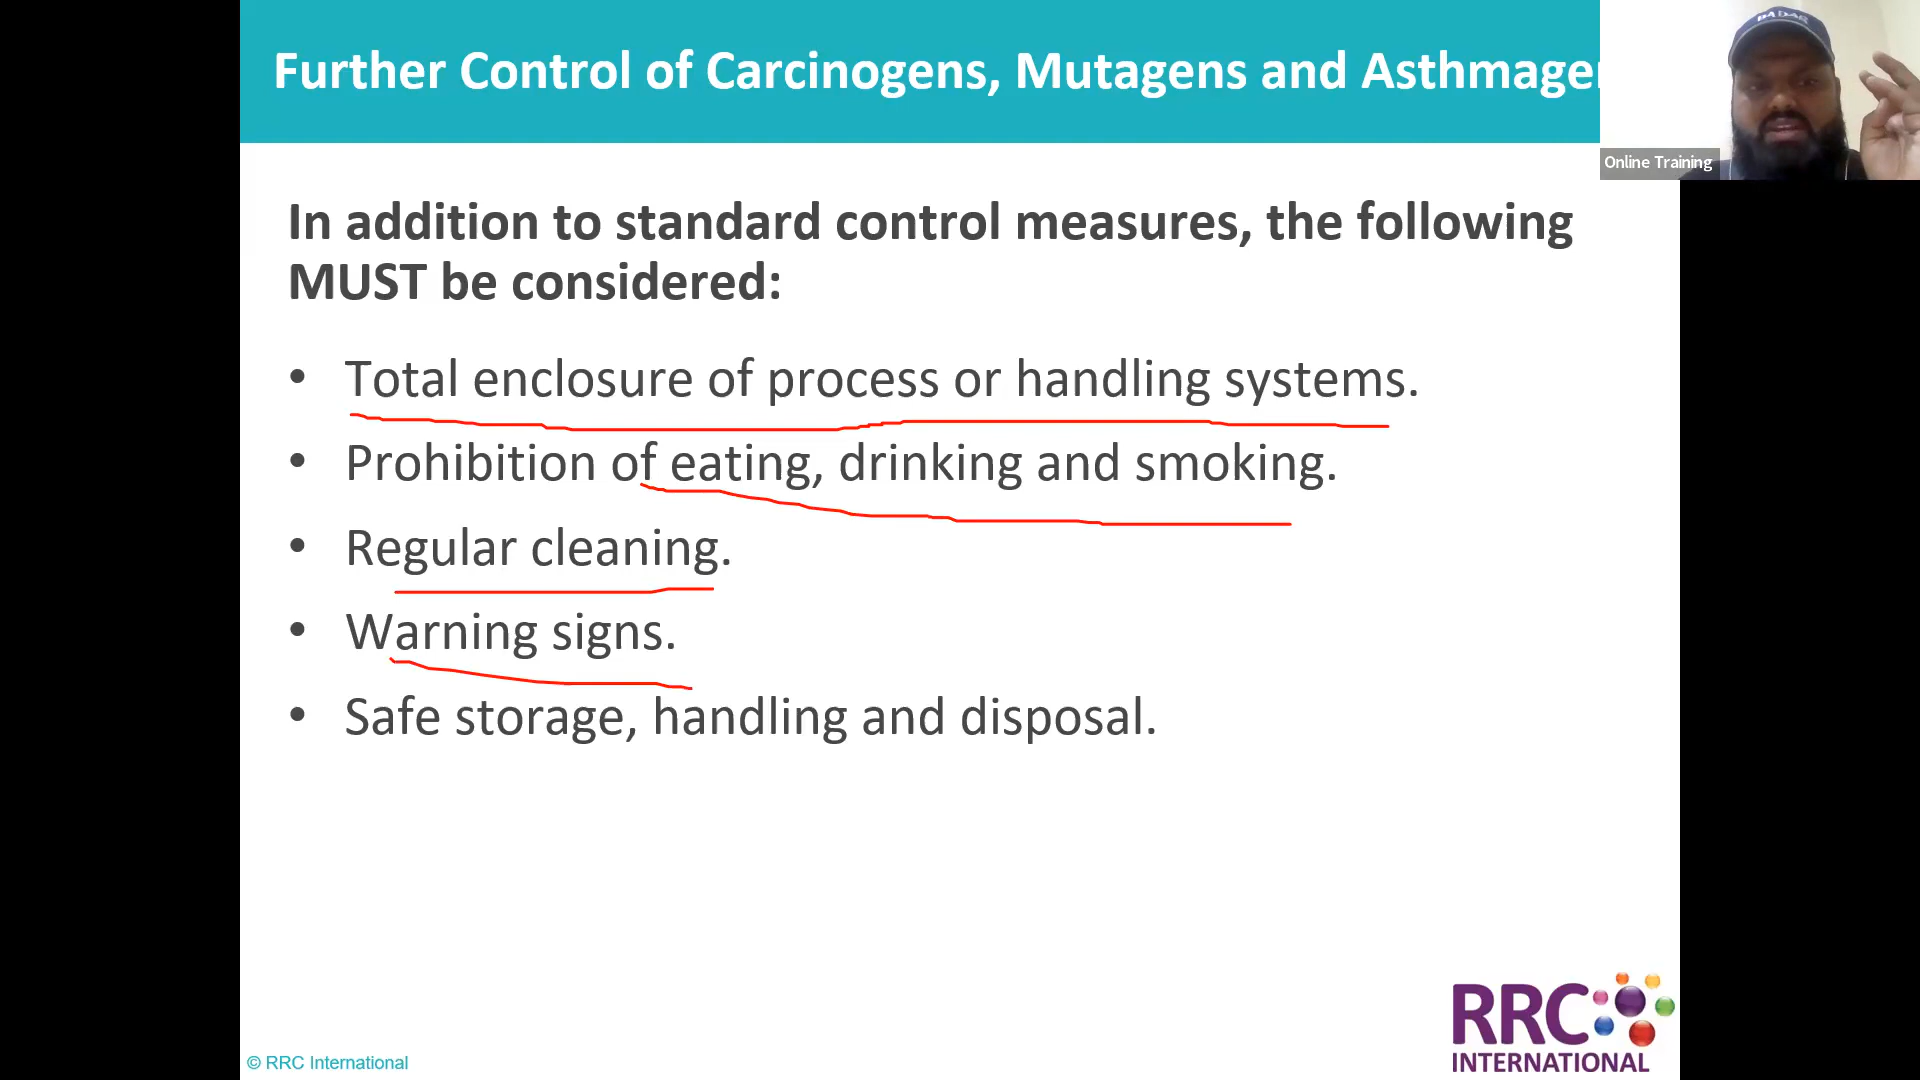 Further Control of Carcinogens, Mutagens and Asthmage
Online Training
In addition to standard control measures, the following
MUST be considered:
• Total enclosure of process or handling systems.
• Prohibition of eating, drinking and smoking.
• Regular cleaning.
• Warning signs.
• Safe storage, handling and disposal.
RRC
INTERNATIONAL
© RRC International